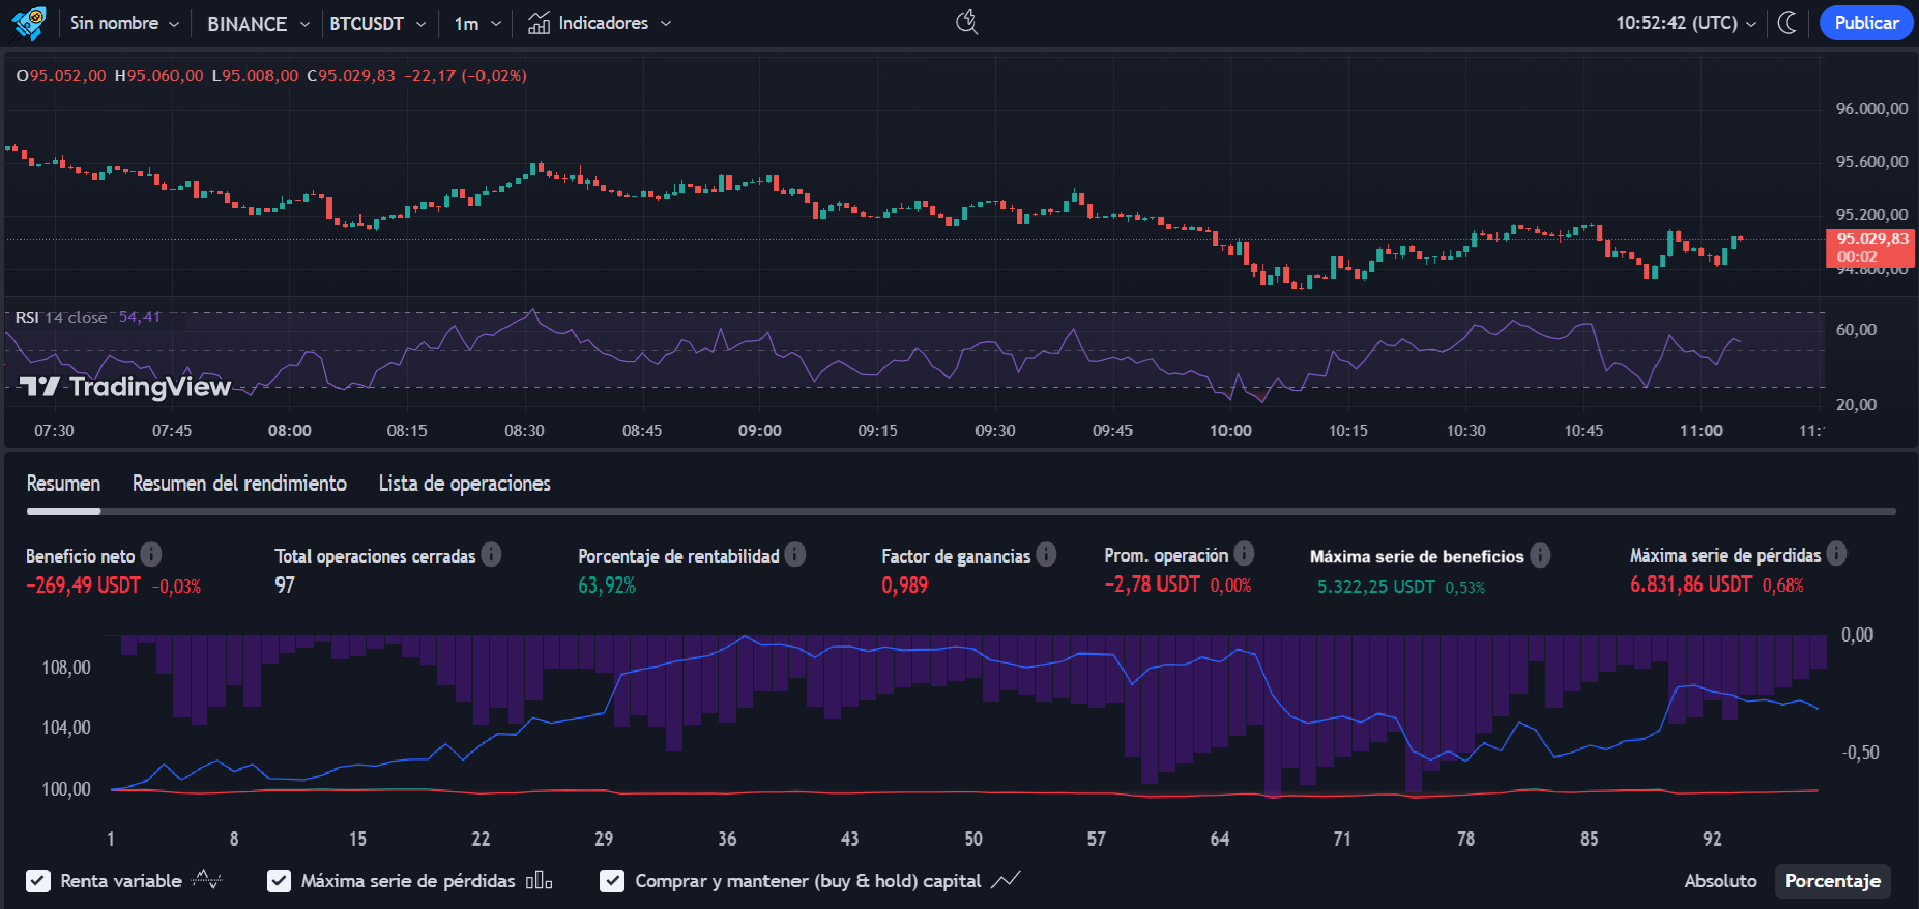 Sin nombre BINANCE BTCUSDT 1m Indicadores 10:52:42 (UTC) Publicar
O95.052,00 H95.060,00 L95.008,00 C95.029,83 −22,17 (−0,02%)
96.000,00
95.600,00
95.200,00
95.029,83
00:02
94.800,00
RSI 14 close 54,41
60,00
TradingView
20,00
07:30 07:45 08:00 08:15 08:30 08:45 09:00 09:15 09:30 09:45 10:00 10:15 10:30 10:45 11:00 11:1
Resumen Resumen del rendimiento Lista de operaciones
Beneficio neto Total operaciones cerradas Porcentaje de rentabilidad Factor de ganancias Prom. operación Máxima serie de beneficios Máxima serie de pérdidas
−269,49 USDT −0,03% 97 63,92% 0,989 −2,78 USDT 0,00% 5.322,25 USDT 0,53% 6.831,86 USDT 0,68%
0,00
108,00
104,00
-0,50
100,00
1 8 15 22 29 36 43 50 57 64 71 78 85 92
Renta variable Máxima serie de pérdidas Comprar y mantener (buy & hold) capital Absoluto Porcentaje